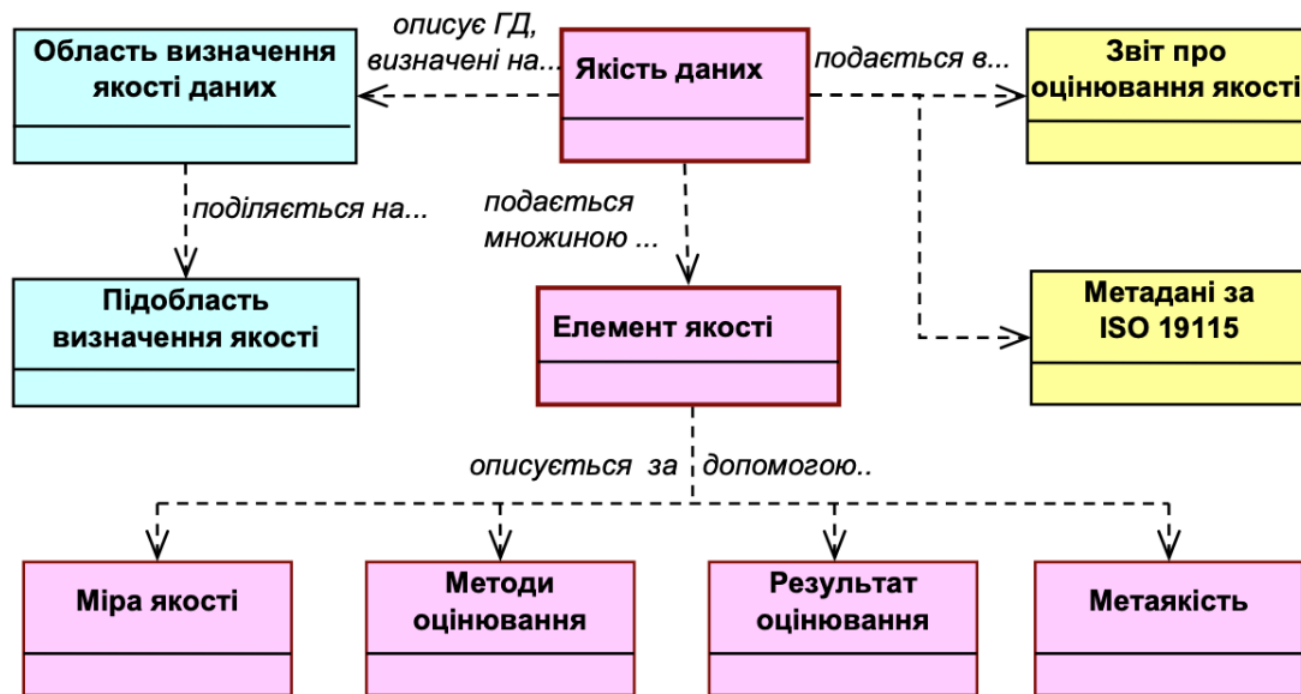 Область визначення
якості даних
описує ГД,
визначені на...
Якість даних
подається в...
Звіт про
оцінювання якості
поділяється на...
подається
множиною ...
Підобласть
визначення якості
Елемент якості
Метадані за
ISO 19115
описується за допомогою..
Міра якості
Методи
оцінювання
Результат
оцінювання
Метаякість